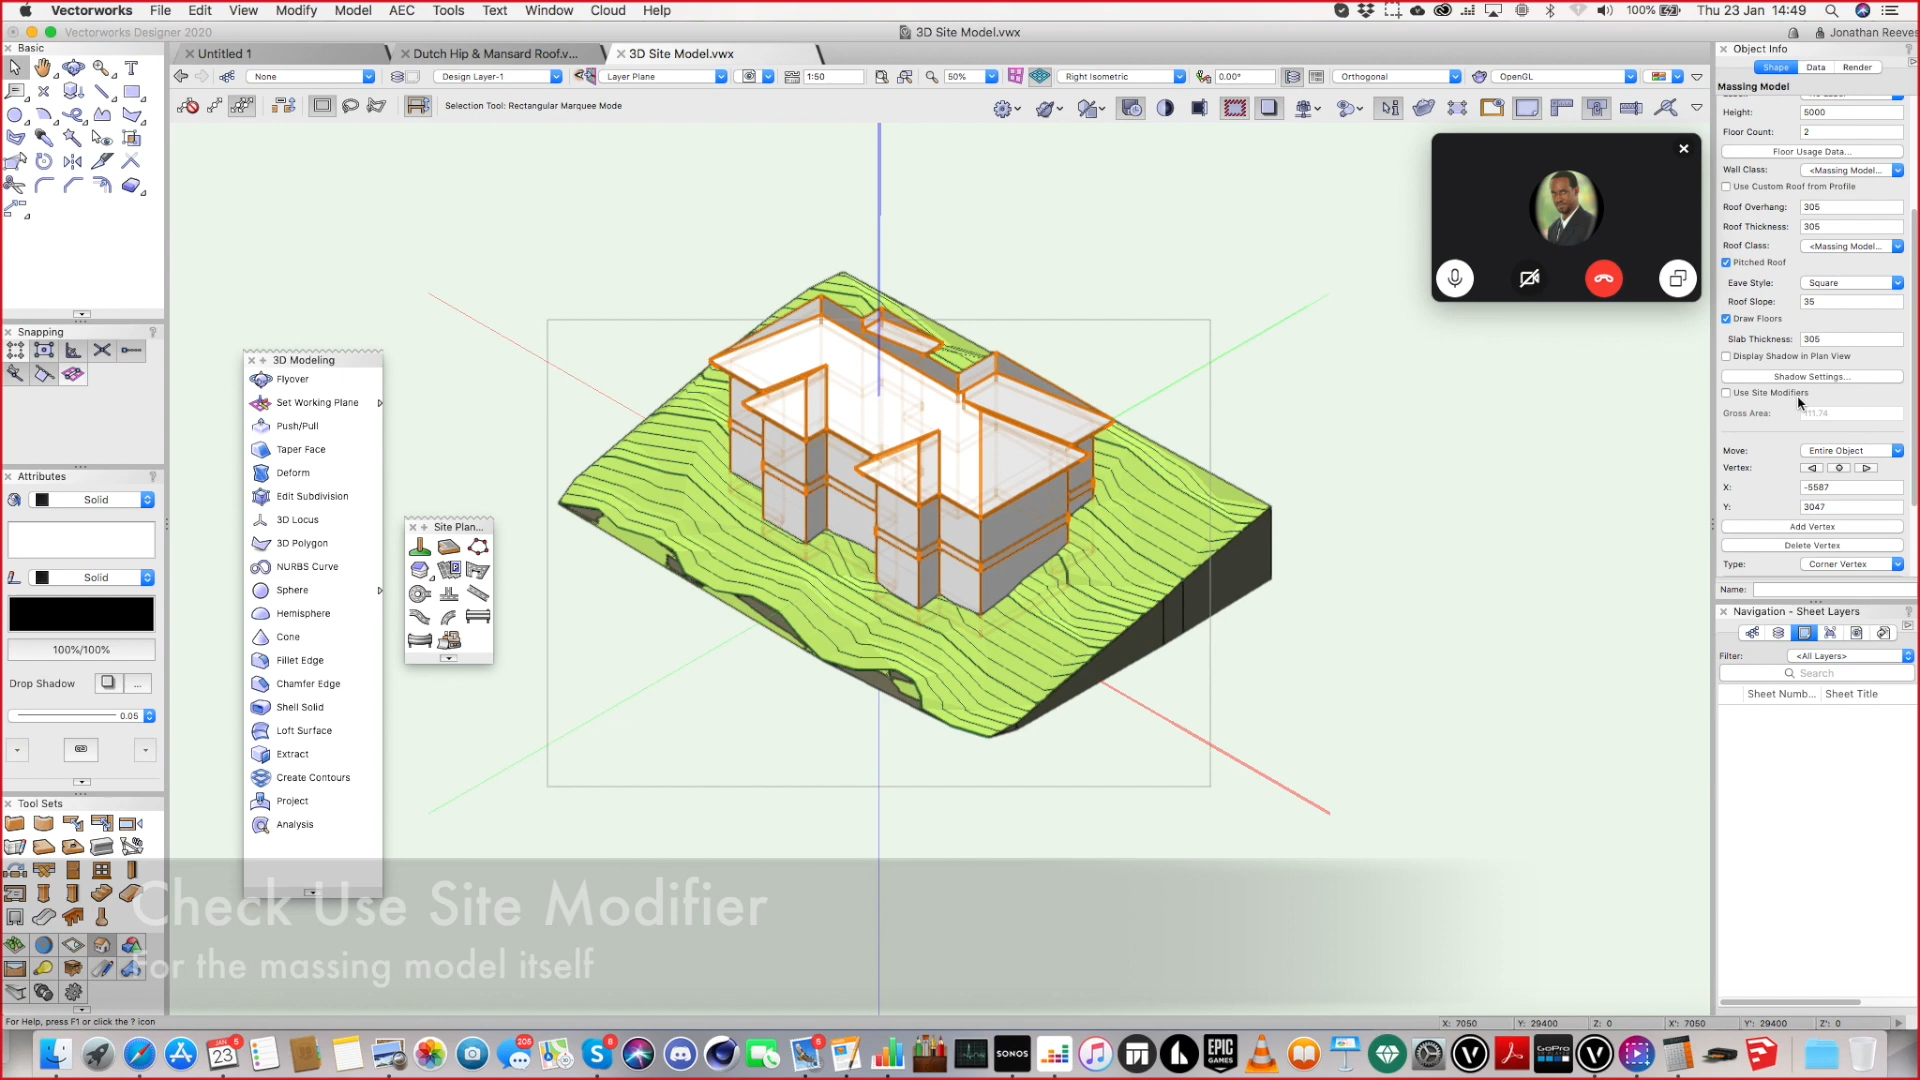 Vectorworks File Edit View Modify Model AEC Tools Text Window Cloud Help 100% Thu 23 Jan 14:49
Vectorworks Designer 2020 3D Site Model.vwx Jonathan Reeves
Basic
Untitled 1 Dutch Hip & Mansard Roof.v... 3D Site Model.vwx
None Design Layer-1 Layer Plane 1:50 50% Right Isometric 0.00° Orthogonal OpenGL
Selection Tool: Rectangular Marquee Mode
Snapping
Attributes
Solid
Solid
100%/100%
Drop Shadow ...
0.05
Tool Sets
3D Modeling
Flyover
Set Working Plane
Push/Pull
Taper Face
Deform
Edit Subdivision
3D Locus
3D Polygon
NURBS Curve
Sphere
Hemisphere
Cone
Fillet Edge
Chamfer Edge
Shell Solid
Loft Surface
Extract
Create Contours
Project
Analysis
Site Plan...
Object Info
Shape Data Render
Massing Model
Height: 5000
Floor Count: 2
Floor Usage Data...
Wall Class: <Massing Model...
Use Custom Roof from Profile
Roof Overhang: 305
Roof Thickness: 305
Roof Class: <Massing Model...
Pitched Roof
Eave Style: Square
Roof Slope: 35
Draw Floors
Slab Thickness: 305
Display Shadow in Plan View
Shadow Settings...
Use Site Modifiers
Gross Area:
Move: Entire Object
Vertex:
X: -5587
Y: 3047
Add Vertex
Delete Vertex
Type: Corner Vertex
Name:
Navigation - Sheet Layers
Filter: <All Layers>
Search
Sheet Numb... Sheet Title
Check Use Site Modifier
For the massing model itself
For Help, press F1 or click the ? icon
X: 7050 Y: 29400 Z: 0 X': 7050 Y': 29400 Z': 0
JAN 23 5 205 8 5 SONOS EPIC GAMES GoPro